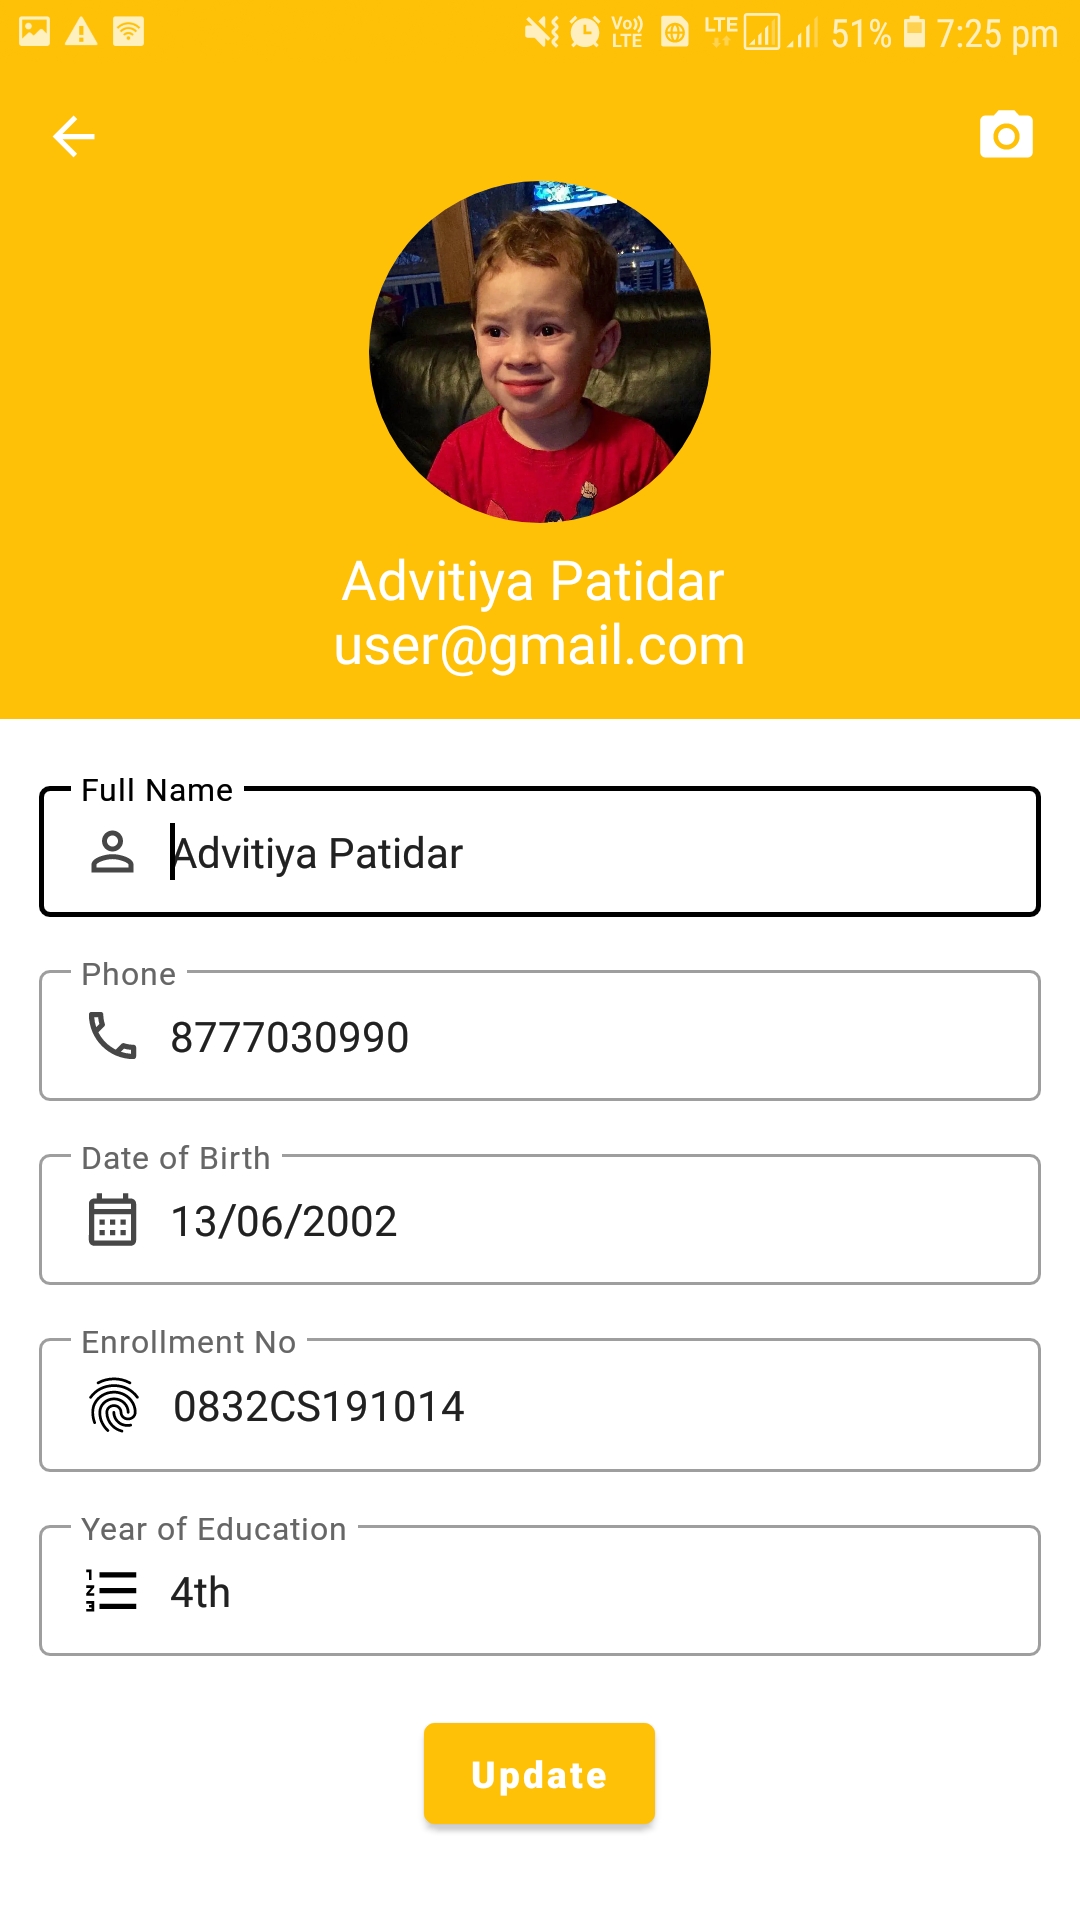 Vo)) LTE LTE 51% 7:25 pm
Advitiya Patidar
user@gmail.com
Full Name
Advitiya Patidar
Phone
8777030990
Date of Birth
13/06/2002
Enrollment No
0832CS191014
Year of Education
4th
Update